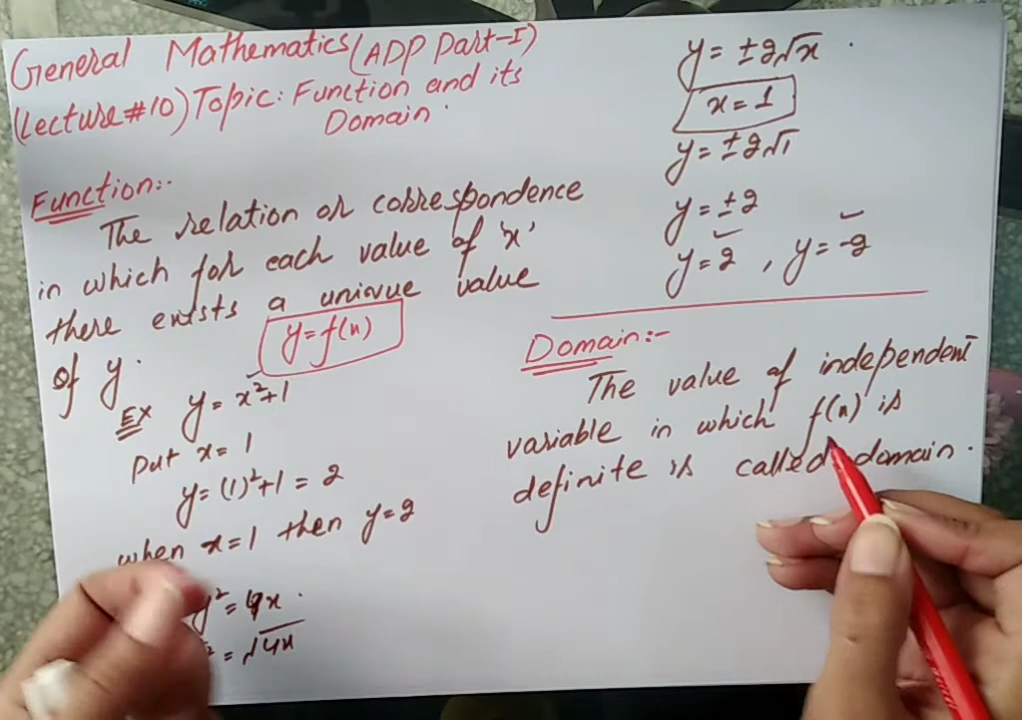 General Mathematics (ADP Part-I)
(Lecture#10) Topic: Function and its
Domain.
Function:-
The relation or correspondence
in which for each value of 'x'
there exists a unique value
of y.
y=f(x)
Ex y=x²+1
Put x=1
y=(1)²+1=2
when x=1 then y=2
y²=4x.
=√4x
y=±2√x.
x=1
y=±2√1
y=±2
y=2, y=-2
Domain:-
The value of independent
variable in which f(x) is
definite is called domain.